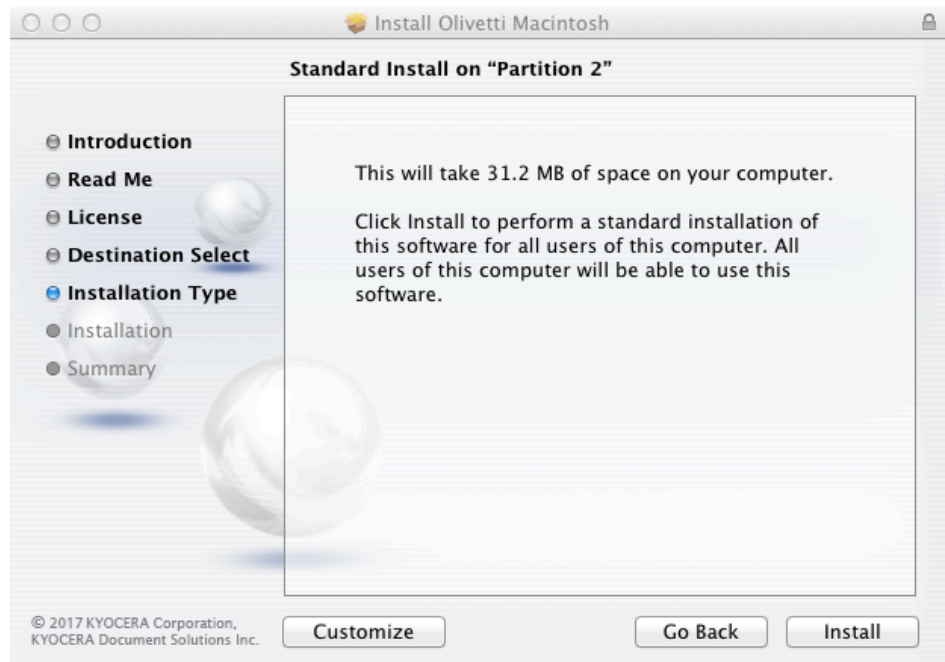 Install Olivetti Macintosh
Standard Install on “Partition 2”
Introduction
Read Me
License
Destination Select
Installation Type
Installation
Summary
This will take 31.2 MB of space on your computer.
Click Install to perform a standard installation of
this software for all users of this computer. All
users of this computer will be able to use this
software.
© 2017 KYOCERA Corporation,
KYOCERA Document Solutions Inc.
Customize
Go Back
Install